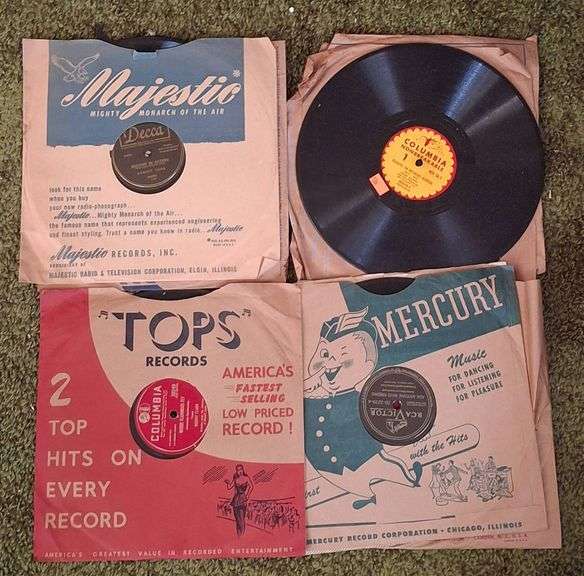 Majestic
MIGHTY MONARCH OF THE AIR
Decca
look for this name
when you buy
your new radio-phonograph...
Majestic... Mighty Monarch of the Air...
the famous name that represents experienced engineering
and finest styling. Trust a name you know in radio. Majestic
Majestic RECORDS, INC.
MAJESTIC RADIO & TELEVISION CORPORATION, ELGIN, ILLINOIS
COLUMBIA
NONBREAKABLE
1
"TOPS"
RECORDS
AMERICA'S
FASTEST
SELLING
LOW PRICED
RECORD!
2
TOP
HITS ON
EVERY
RECORD
COLUMBIA
AMERICA'S GREATEST VALUE IN RECORDED ENTERTAINMENT
MERCURY
Music
FOR DANCING
FOR LISTENING
FOR PLEASURE
RCA VICTOR
with the Hits
MERCURY RECORD CORPORATION - CHICAGO, ILLINOIS